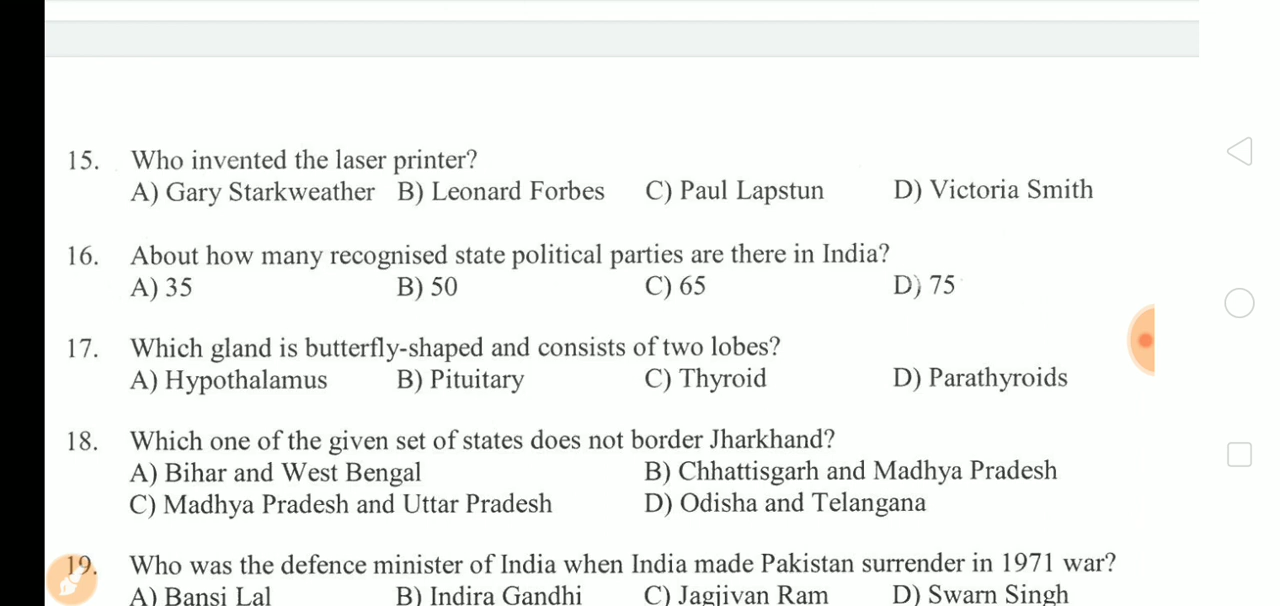 15. Who invented the laser printer?
A) Gary Starkweather B) Leonard Forbes C) Paul Lapstun D) Victoria Smith
16. About how many recognised state political parties are there in India?
A) 35 B) 50 C) 65 D) 75
17. Which gland is butterfly-shaped and consists of two lobes?
A) Hypothalamus B) Pituitary C) Thyroid D) Parathyroids
18. Which one of the given set of states does not border Jharkhand?
A) Bihar and West Bengal B) Chhattisgarh and Madhya Pradesh
C) Madhya Pradesh and Uttar Pradesh D) Odisha and Telangana
19. Who was the defence minister of India when India made Pakistan surrender in 1971 war?
A) Bansi Lal B) Indira Gandhi C) Jagjivan Ram D) Swarn Singh